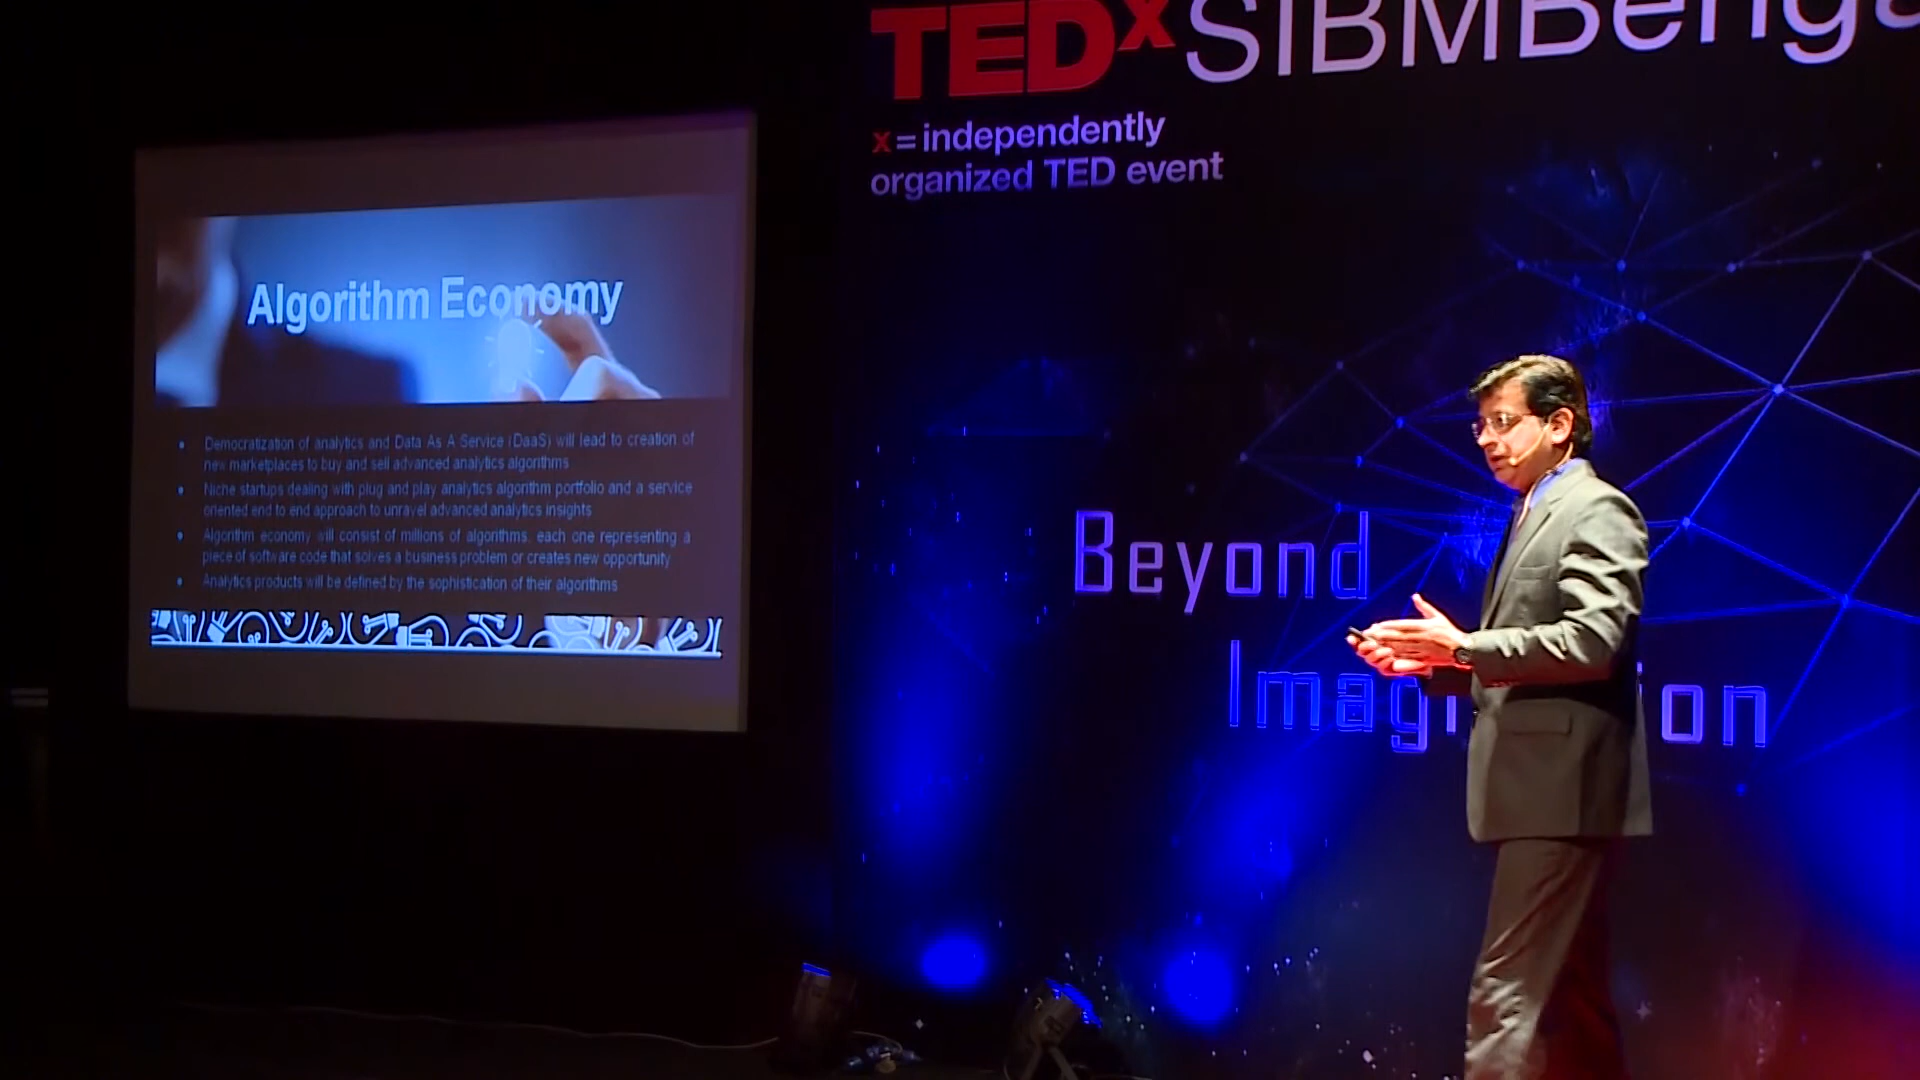 TEDxSIBMBenga
x = independently
organized TED event
Algorithm Economy
• Democratization of analytics and Data As A Service (DaaS) will lead to creation of
new marketplaces to buy and sell advanced analytics algorithms
• Niche startups dealing with plug and play analytics algorithm portfolio and a service
oriented end to end approach to unravel advanced analytics insights
• Algorithm economy will consist of millions of algorithms, each one representing a
piece of software code that solves a business problem or creates new opportunity
• Analytics products will be defined by the sophistication of their algorithms
Beyond
Imagi ion